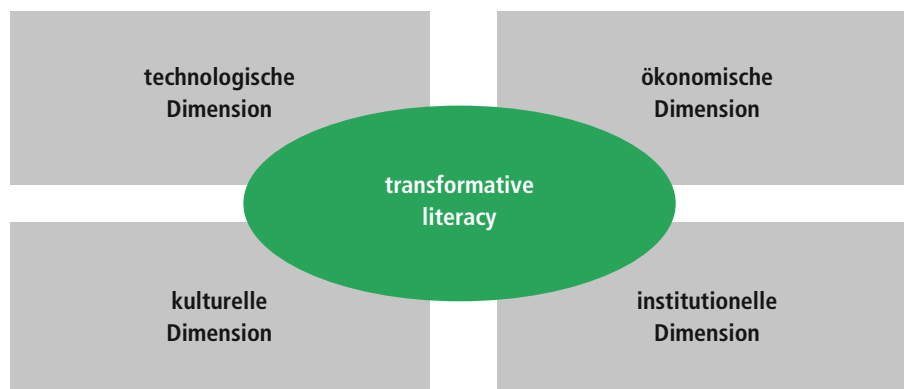 technologische
Dimension
ökonomische
Dimension
transformative
literacy
kulturelle
Dimension
institutionelle
Dimension